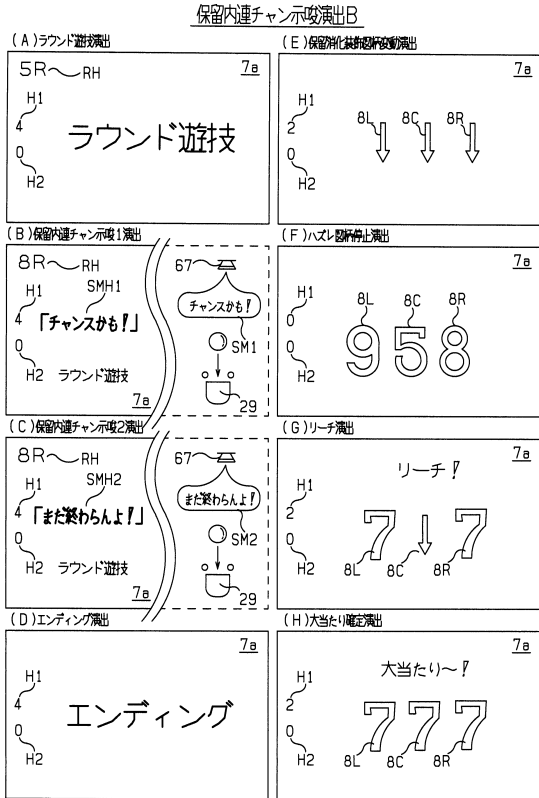 保留内連チャン示唆演出B
(A)ラウンド遊技演出
7a
5R RH
H1
4
ラウンド遊技
0
H2
(B)保留内連チャン示唆1演出
8R RH
67
H1
SMH1
チャンスかも!
4
「チャンスかも!」
SM1
0
H2 ラウンド遊技
7a
29
(C)保留内連チャン示唆2演出
8R RH
67
H1
SMH2
まだ終わらんよ!
4
「まだ終わらんよ!」
SM2
0
H2 ラウンド遊技
7a
29
(D)エンディング演出
7a
H1
4
エンディング
0
H2
(E)保留消化装飾図柄変動演出
7a
H1
8L 8C 8R
2
0
H2
(F)ハズレ図柄停止演出
7a
H1
8L 8C 8R
0
9 5 8
0
H2
(G)リーチ演出
7a
リーチ!
H1
2
7 7
0
H2
8L 8C 8R
(H)大当たり確定演出
7a
大当たり〜!
H1
2
7 7 7
0
H2
8L 8C 8R